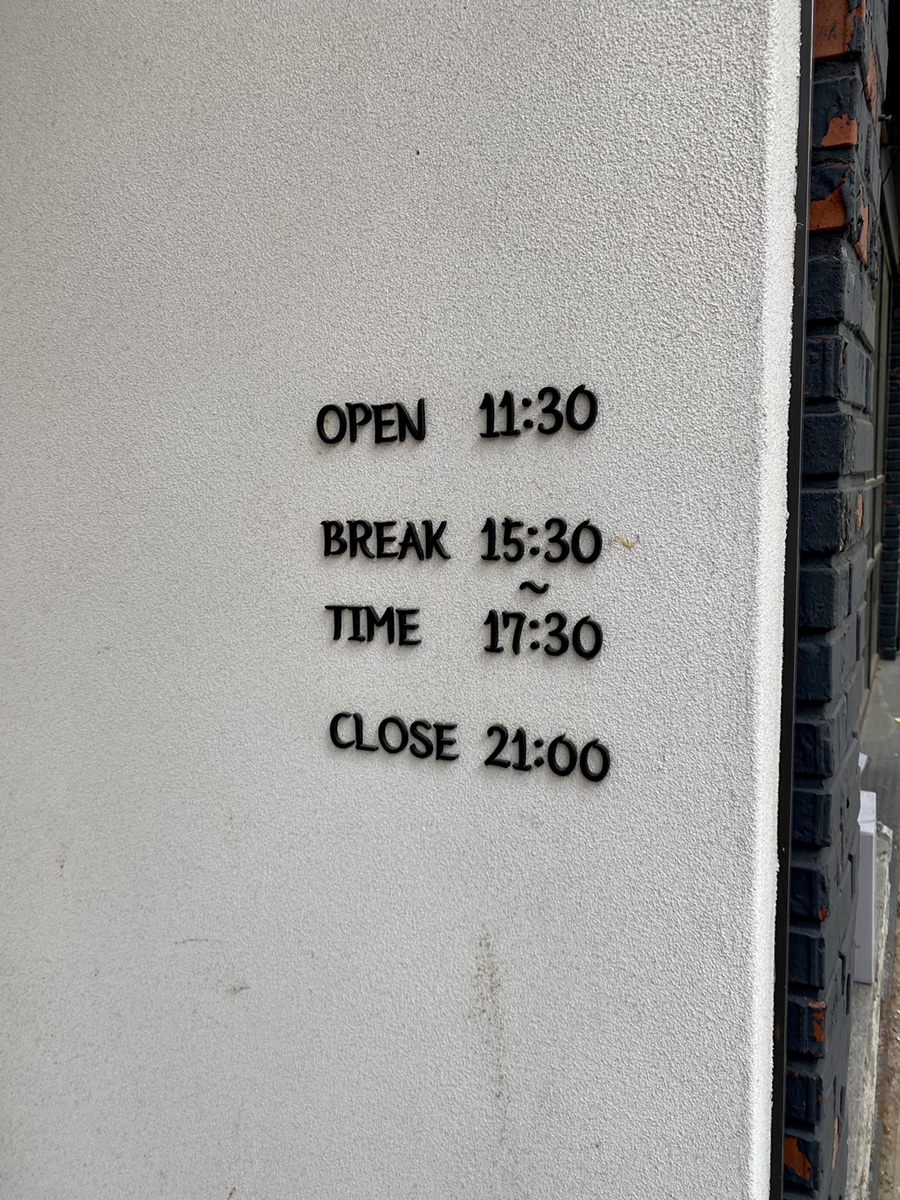 OPEN 11:30
BREAK 15:30
~
TIME 17:30
CLOSE 21:00